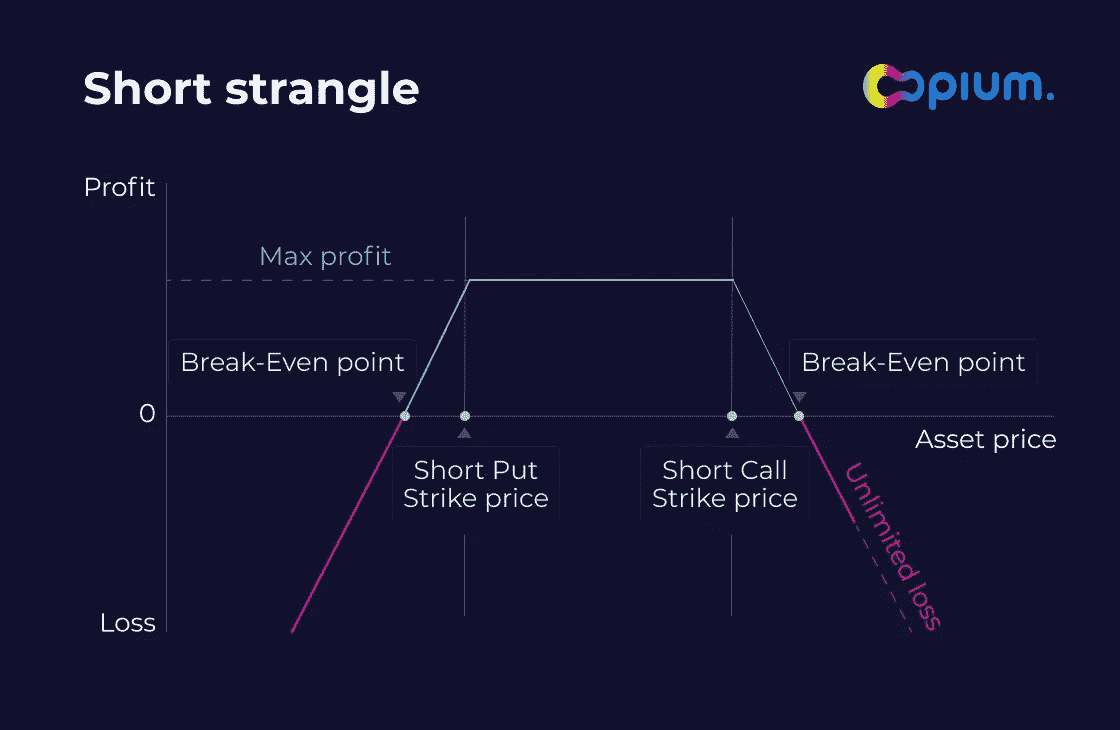 Short strangle
opium.
Profit
Max profit
Break-Even point
Break-Even point
0
Asset price
Short Put
Strike price
Short Call
Strike price
Unlimited loss
Loss